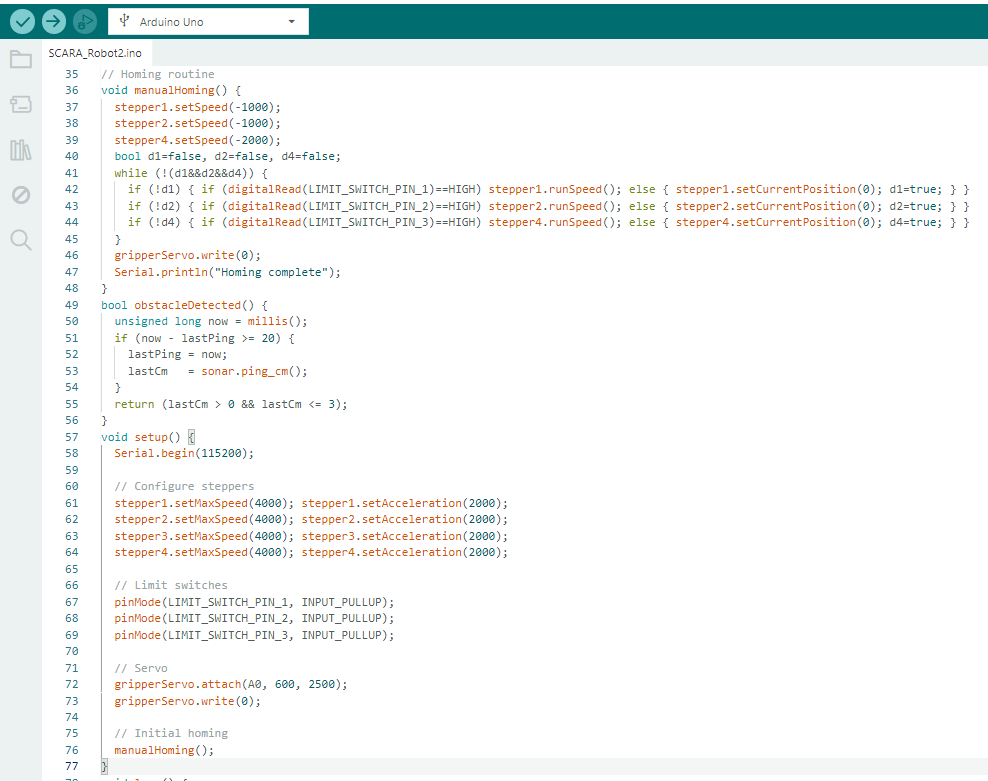 Arduino Uno
SCARA_Robot2.ino
35 // Homing routine
36 void manualHoming() {
37 stepper1.setSpeed(-1000);
38 stepper2.setSpeed(-1000);
39 stepper4.setSpeed(-2000);
40 bool d1=false, d2=false, d4=false;
41 while (!(d1&&d2&&d4)) {
42 if (!d1) { if (digitalRead(LIMIT_SWITCH_PIN_1)==HIGH) stepper1.runSpeed(); else { stepper1.setCurrentPosition(0); d1=true; } }
43 if (!d2) { if (digitalRead(LIMIT_SWITCH_PIN_2)==HIGH) stepper2.runSpeed(); else { stepper2.setCurrentPosition(0); d2=true; } }
44 if (!d4) { if (digitalRead(LIMIT_SWITCH_PIN_3)==HIGH) stepper4.runSpeed(); else { stepper4.setCurrentPosition(0); d4=true; } }
45 }
46 gripperServo.write(0);
47 Serial.println("Homing complete");
48 }
49 bool obstacleDetected() {
50 unsigned long now = millis();
51 if (now - lastPing >= 20) {
52 lastPing = now;
53 lastCm   = sonar.ping_cm();
54 }
55 return (lastCm > 0 && lastCm <= 3);
56 }
57 void setup() {
58 Serial.begin(115200);
59
60 // Configure steppers
61 stepper1.setMaxSpeed(4000); stepper1.setAcceleration(2000);
62 stepper2.setMaxSpeed(4000); stepper2.setAcceleration(2000);
63 stepper3.setMaxSpeed(4000); stepper3.setAcceleration(2000);
64 stepper4.setMaxSpeed(4000); stepper4.setAcceleration(2000);
65
66 // Limit switches
67 pinMode(LIMIT_SWITCH_PIN_1, INPUT_PULLUP);
68 pinMode(LIMIT_SWITCH_PIN_2, INPUT_PULLUP);
69 pinMode(LIMIT_SWITCH_PIN_3, INPUT_PULLUP);
70
71 // Servo
72 gripperServo.attach(A0, 600, 2500);
73 gripperServo.write(0);
74
75 // Initial homing
76 manualHoming();
77 }